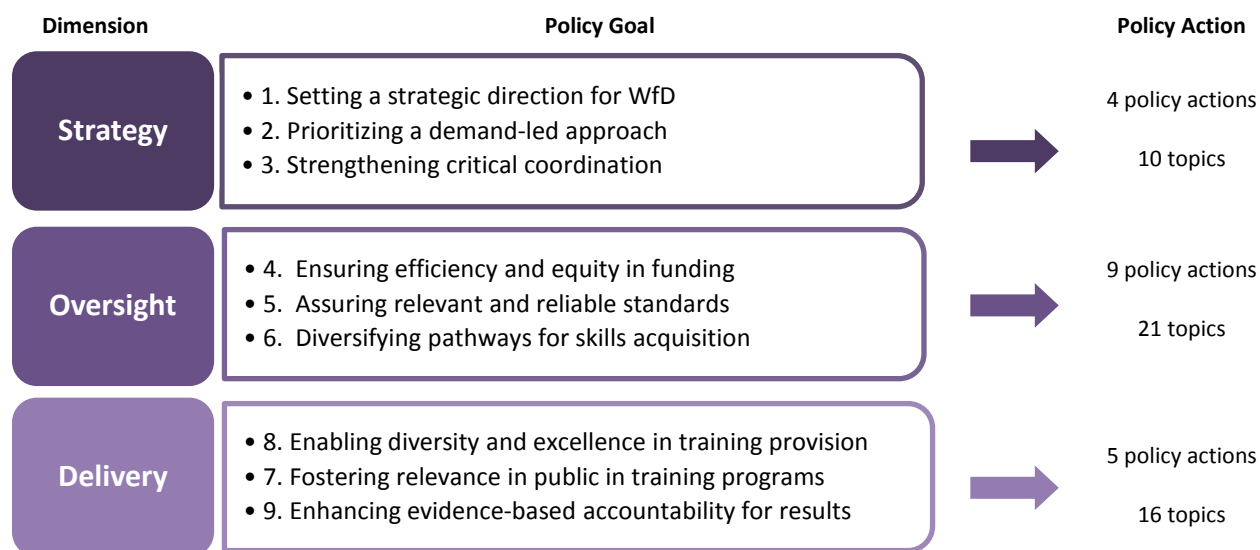 Dimension Policy Goal Policy Action
Strategy
• 1. Setting a strategic direction for WfD
• 2. Prioritizing a demand-led approach
• 3. Strengthening critical coordination
4 policy actions
10 topics
Oversight
• 4. Ensuring efficiency and equity in funding
• 5. Assuring relevant and reliable standards
• 6. Diversifying pathways for skills acquisition
9 policy actions
21 topics
Delivery
• 8. Enabling diversity and excellence in training provision
• 7. Fostering relevance in public in training programs
• 9. Enhancing evidence-based accountability for results
5 policy actions
16 topics